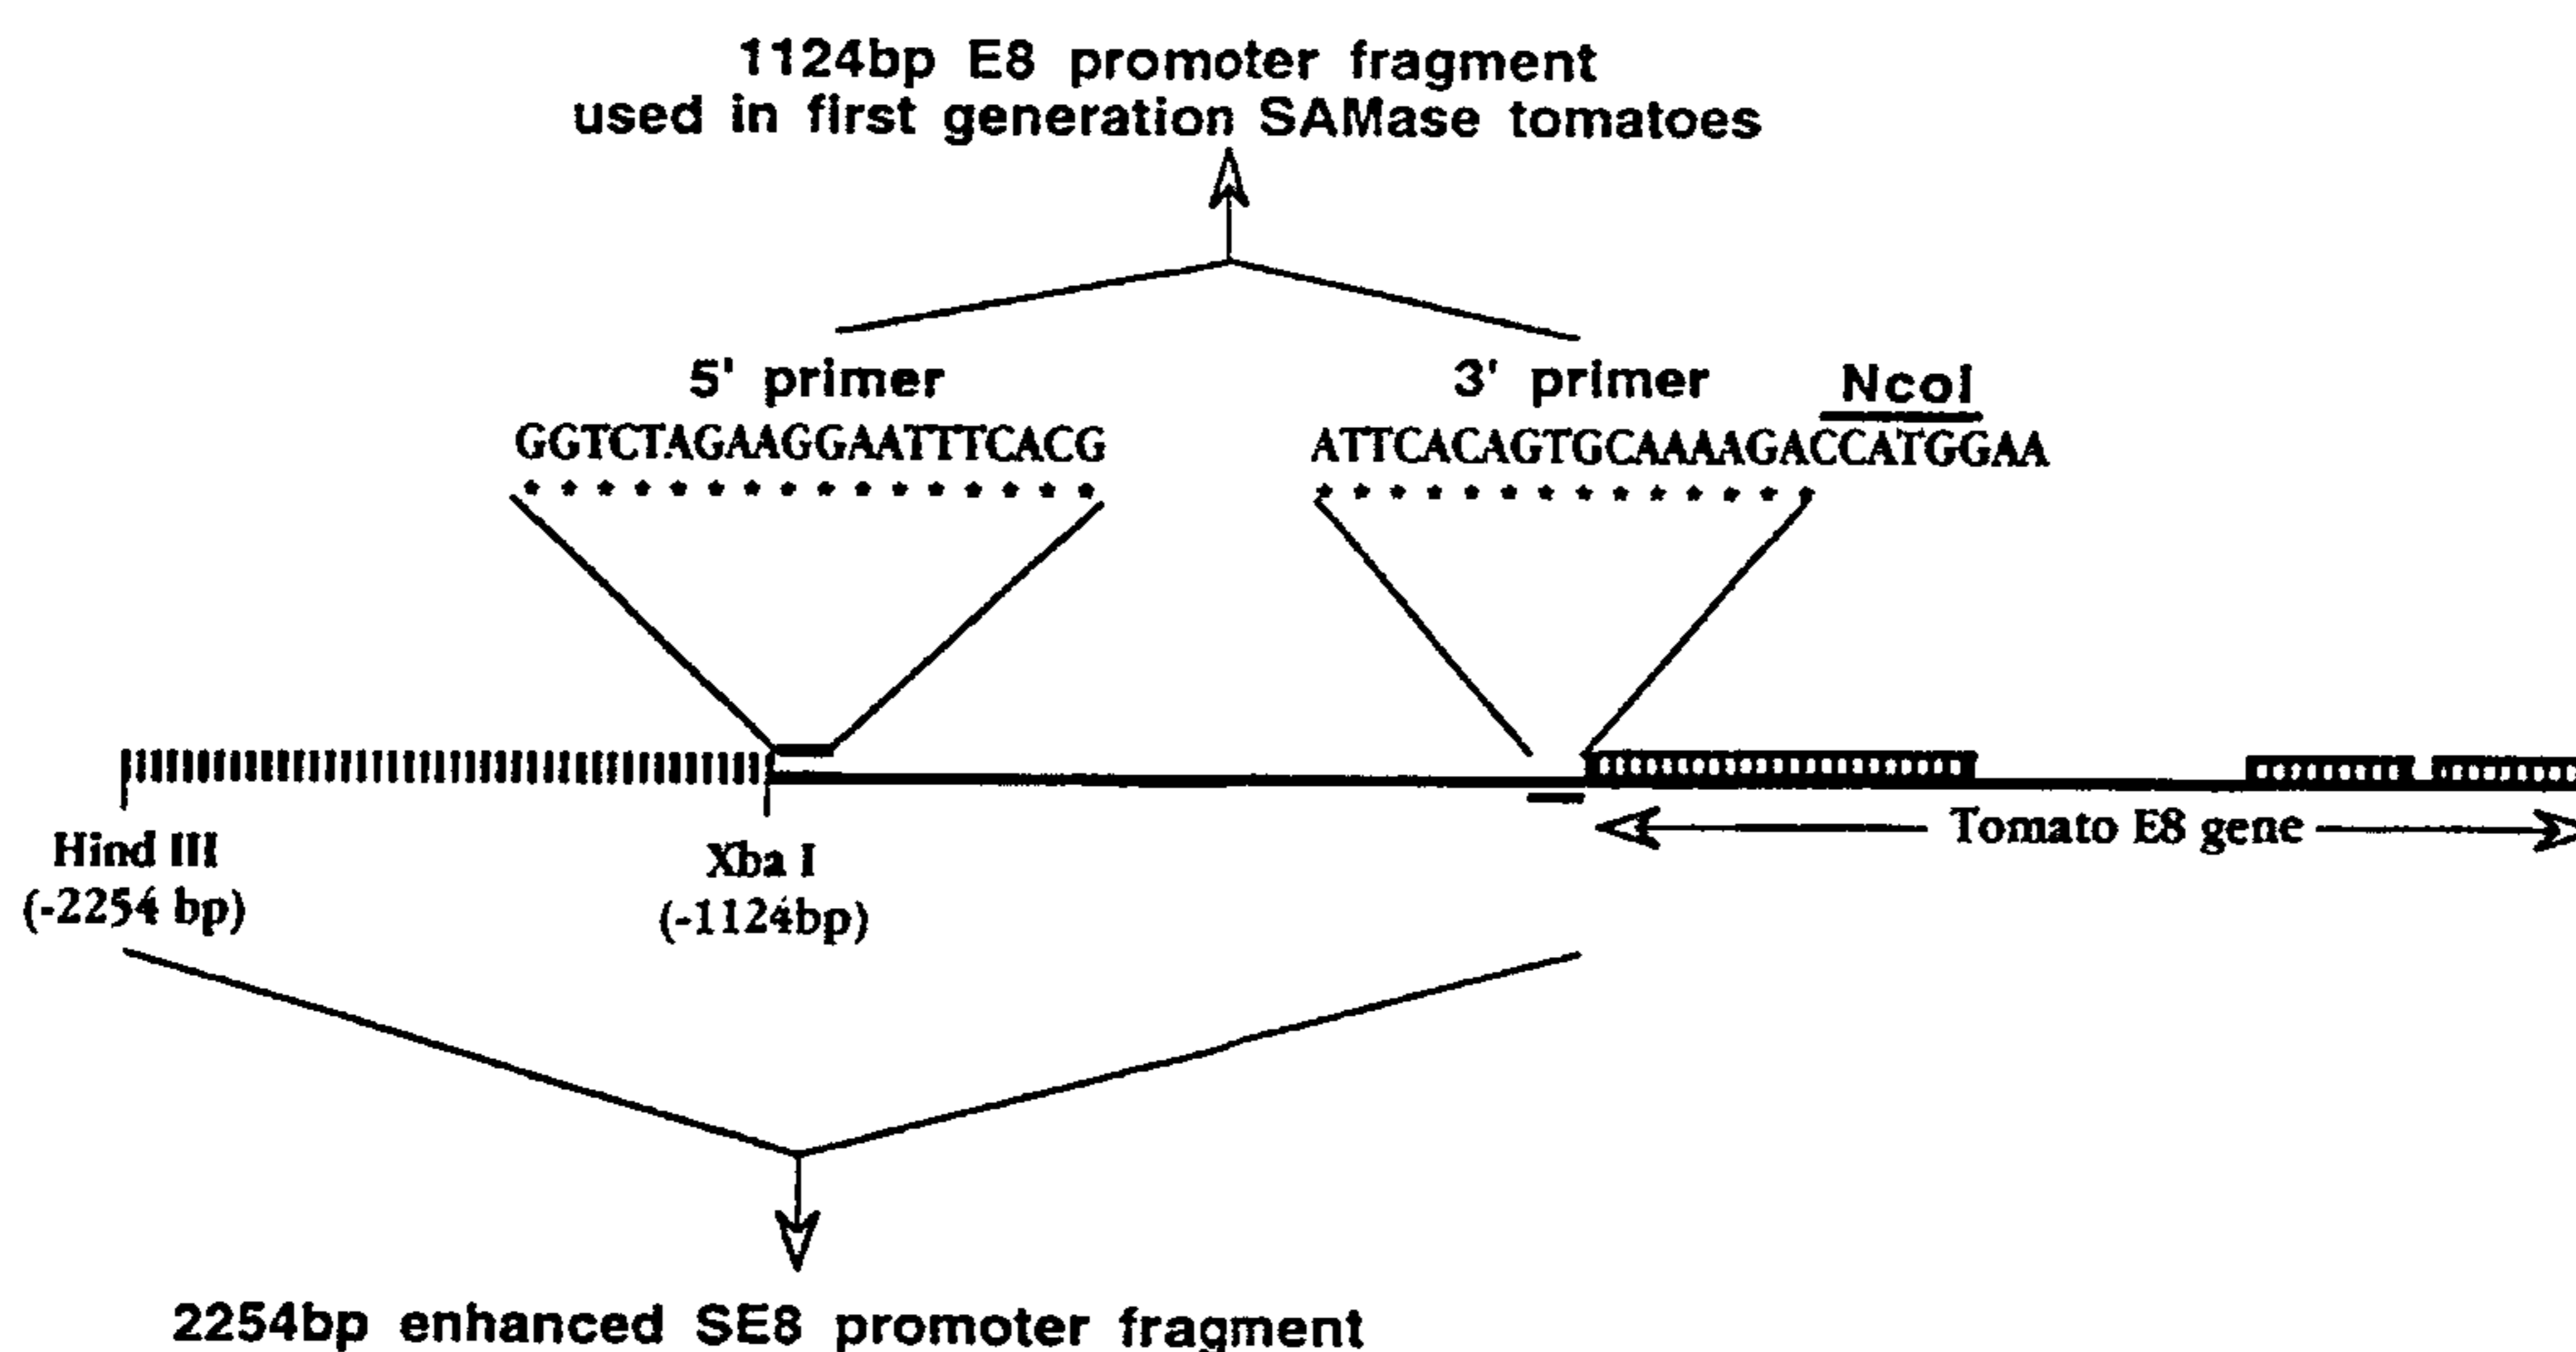 1124bp E8 promoter fragment
used in first generation SAMase tomatoes
5' primer
3' primer
NcoI
GGTCTAGAAGGAATTTCACG
ATTCACAGTGCAAAAGACCATGGAA
Hind III
(-2254 bp)
Xba I
(-1124bp)
Tomato E8 gene
2254bp enhanced SE8 promoter fragment